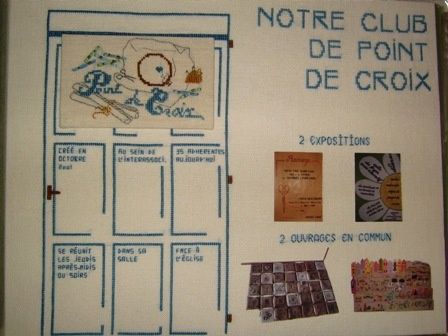 NOTRE CLUB
DE POINT
DE CROIX
Point
de Croix
CRÉÉ EN
OCTOBRE
AU SEIN DE
L'INTERASSOCI.
35 ADHERENTES
AUJOURD'HUI
SE RÉUNIT
LES JEUDIS
APRÈS-MIDIS
OU SOIRS
DANS SA
SALLE
FACE À
L'ÉGLISE
2 EXPOSITIONS
2 OUVRAGES EN COMMUN